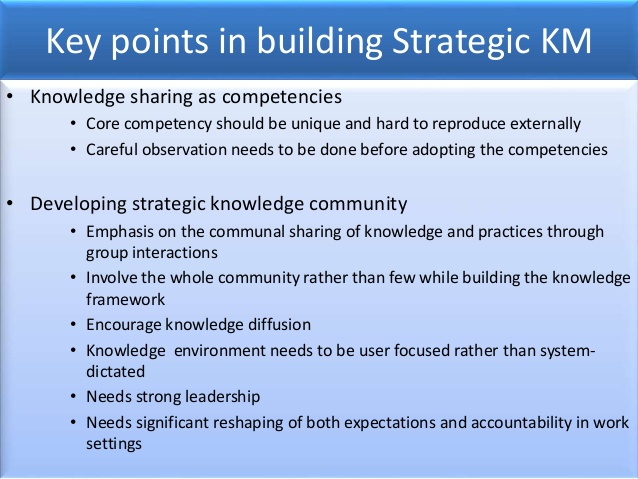 Key points in building Strategic KM
• Knowledge sharing as competencies
• Core competency should be unique and hard to reproduce externally
• Careful observation needs to be done before adopting the competencies
• Developing strategic knowledge community
• Emphasis on the communal sharing of knowledge and practices through
group interactions
• Involve the whole community rather than few while building the knowledge
framework
• Encourage knowledge diffusion
• Knowledge  environment needs to be user focused rather than system-
dictated
• Needs strong leadership
• Needs significant reshaping of both expectations and accountability in work
settings